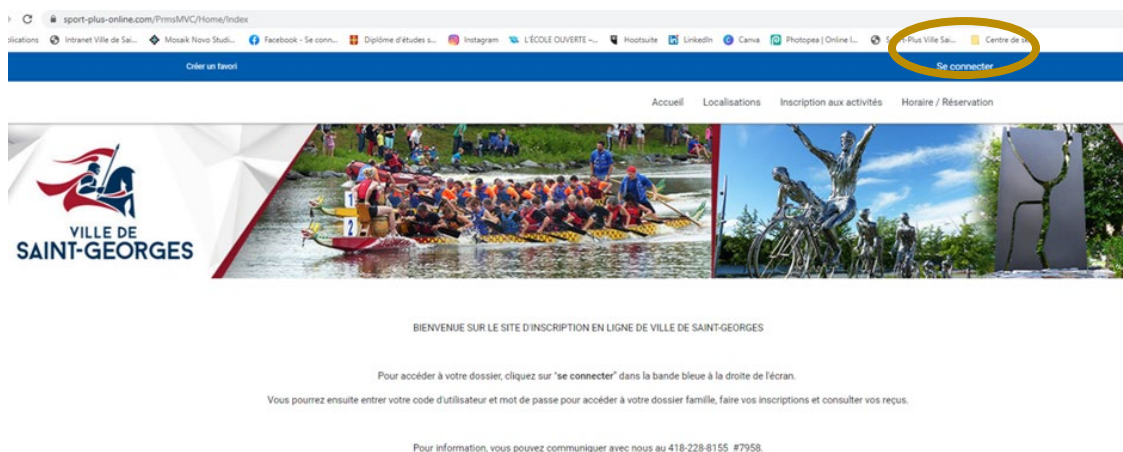 sport-plus-online.com/PrmsMVC/Home/Index
plications Intranet Ville de Sai... Mosaik Novo Studi... Facebook - Se conn... Diplôme d'études s... Instagram L'ÉCOLE OUVERTE –... Hootsuite LinkedIn Canva Photopea | Online I... Centre de se
Créer un favori Se connecter
Accueil Localisations Inscription aux activités Horaire / Réservation
VILLE DE
SAINT-GEORGES
1
2
BIENVENUE SUR LE SITE D'INSCRIPTION EN LIGNE DE VILLE DE SAINT-GEORGES
Pour accéder à votre dossier, cliquez sur "se connecter" dans la bande bleue à la droite de l'écran.
Vous pourrez ensuite entrer votre code d'utilisateur et mot de passe pour accéder à votre dossier famille, faire vos inscriptions et consulter vos reçus.
Pour information, vous pouvez communiquer avec nous au 418-228-8155 #7958.